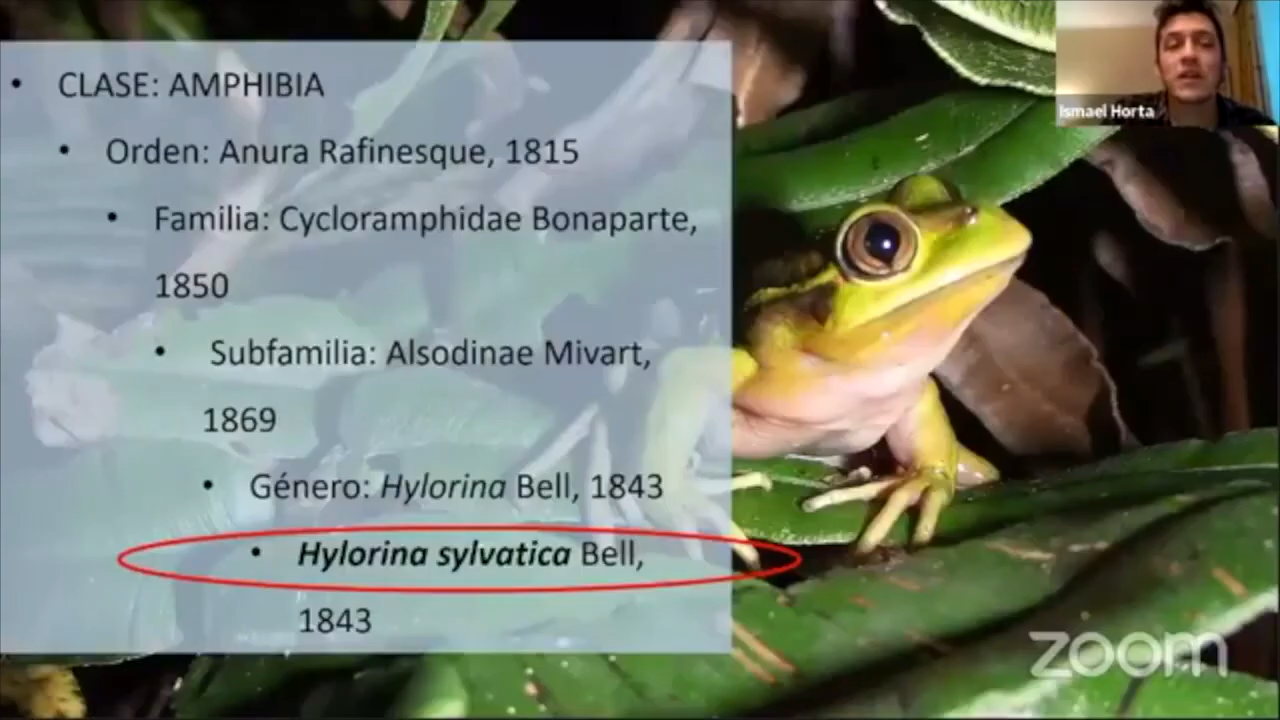 • CLASE: AMPHIBIA
• Orden: Anura Rafinesque, 1815
• Familia: Cycloramphidae Bonaparte,
1850
• Subfamilia: Alsodinae Mivart,
1869
• Género: Hylorina Bell, 1843
• Hylorina sylvatica Bell,
1843
Ismael Horta
zoom